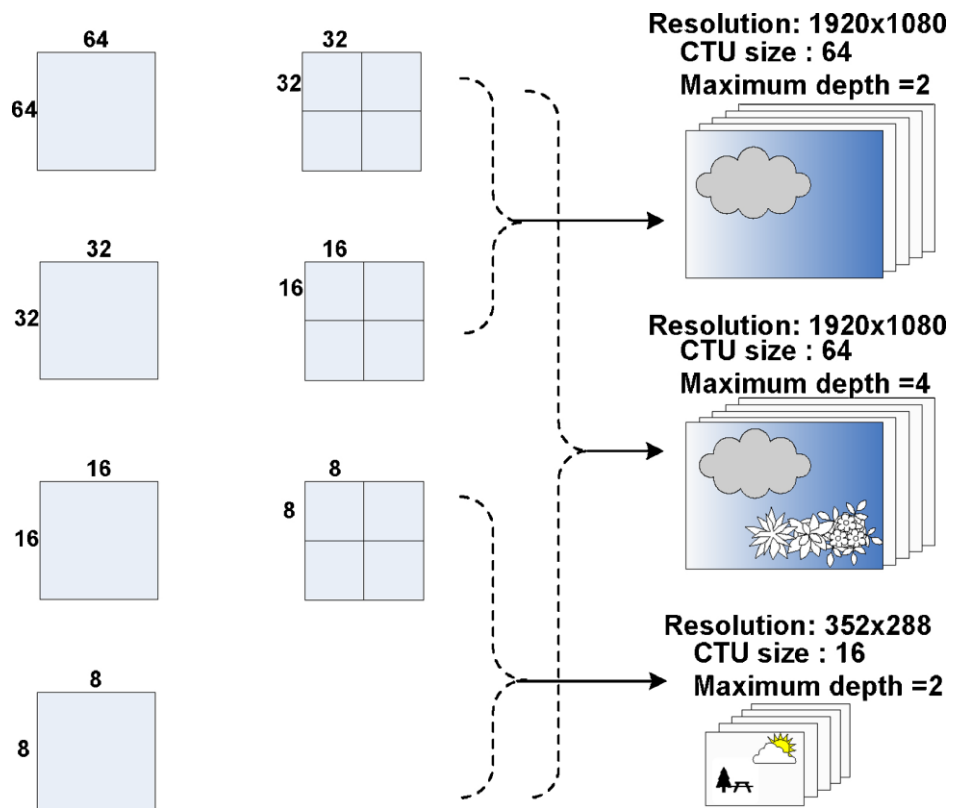 64
64
32
32
Resolution: 1920x1080
CTU size : 64
Maximum depth =2
32
32
16
16
Resolution: 1920x1080
CTU size : 64
Maximum depth =4
16
16
8
8
Resolution: 352x288
CTU size : 16
Maximum depth =2
8
8